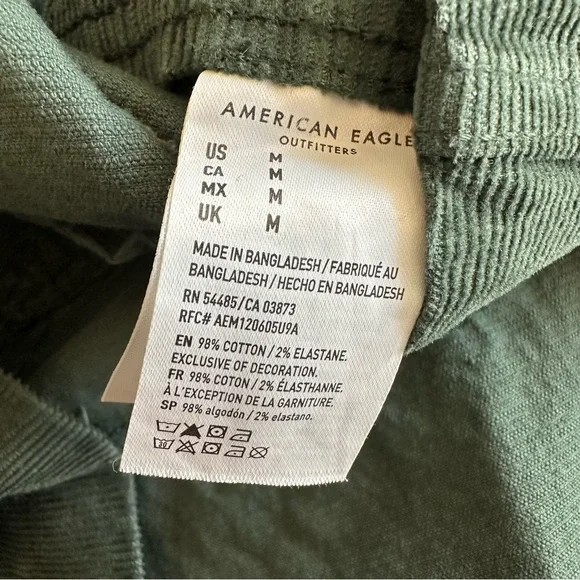 AMERICAN EAGLE
OUTFITTERS
US M
CA M
MX M
UK M
MADE IN BANGLADESH / FABRIQUÉ AU
BANGLADESH / HECHO EN BANGLADESH
RN 54485 / CA 03873
RFC# AEM120605U9A
EN 98% COTTON / 2% ELASTANE.
EXCLUSIVE OF DECORATION.
FR 98% COTON / 2% ÉLASTHANNE.
À L'EXCEPTION DE LA GARNITURE.
SP 98% algodón / 2% elastano.
30